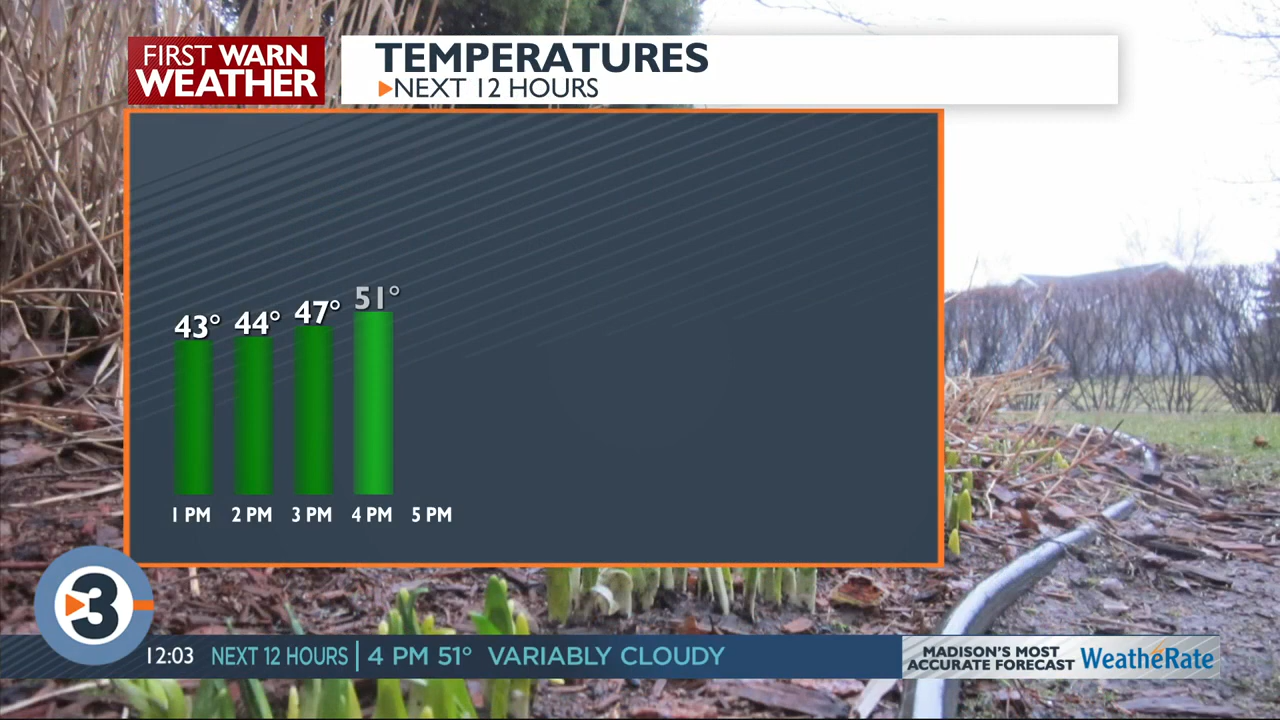 FIRST WARN
WEATHER
TEMPERATURES
NEXT 12 HOURS
43° 44° 47° 51°
1 PM 2 PM 3 PM 4 PM 5 PM
3
12:03 NEXT 12 HOURS 4 PM 51° VARIABLY CLOUDY
MADISON'S MOST
ACCURATE FORECAST WeatheRate